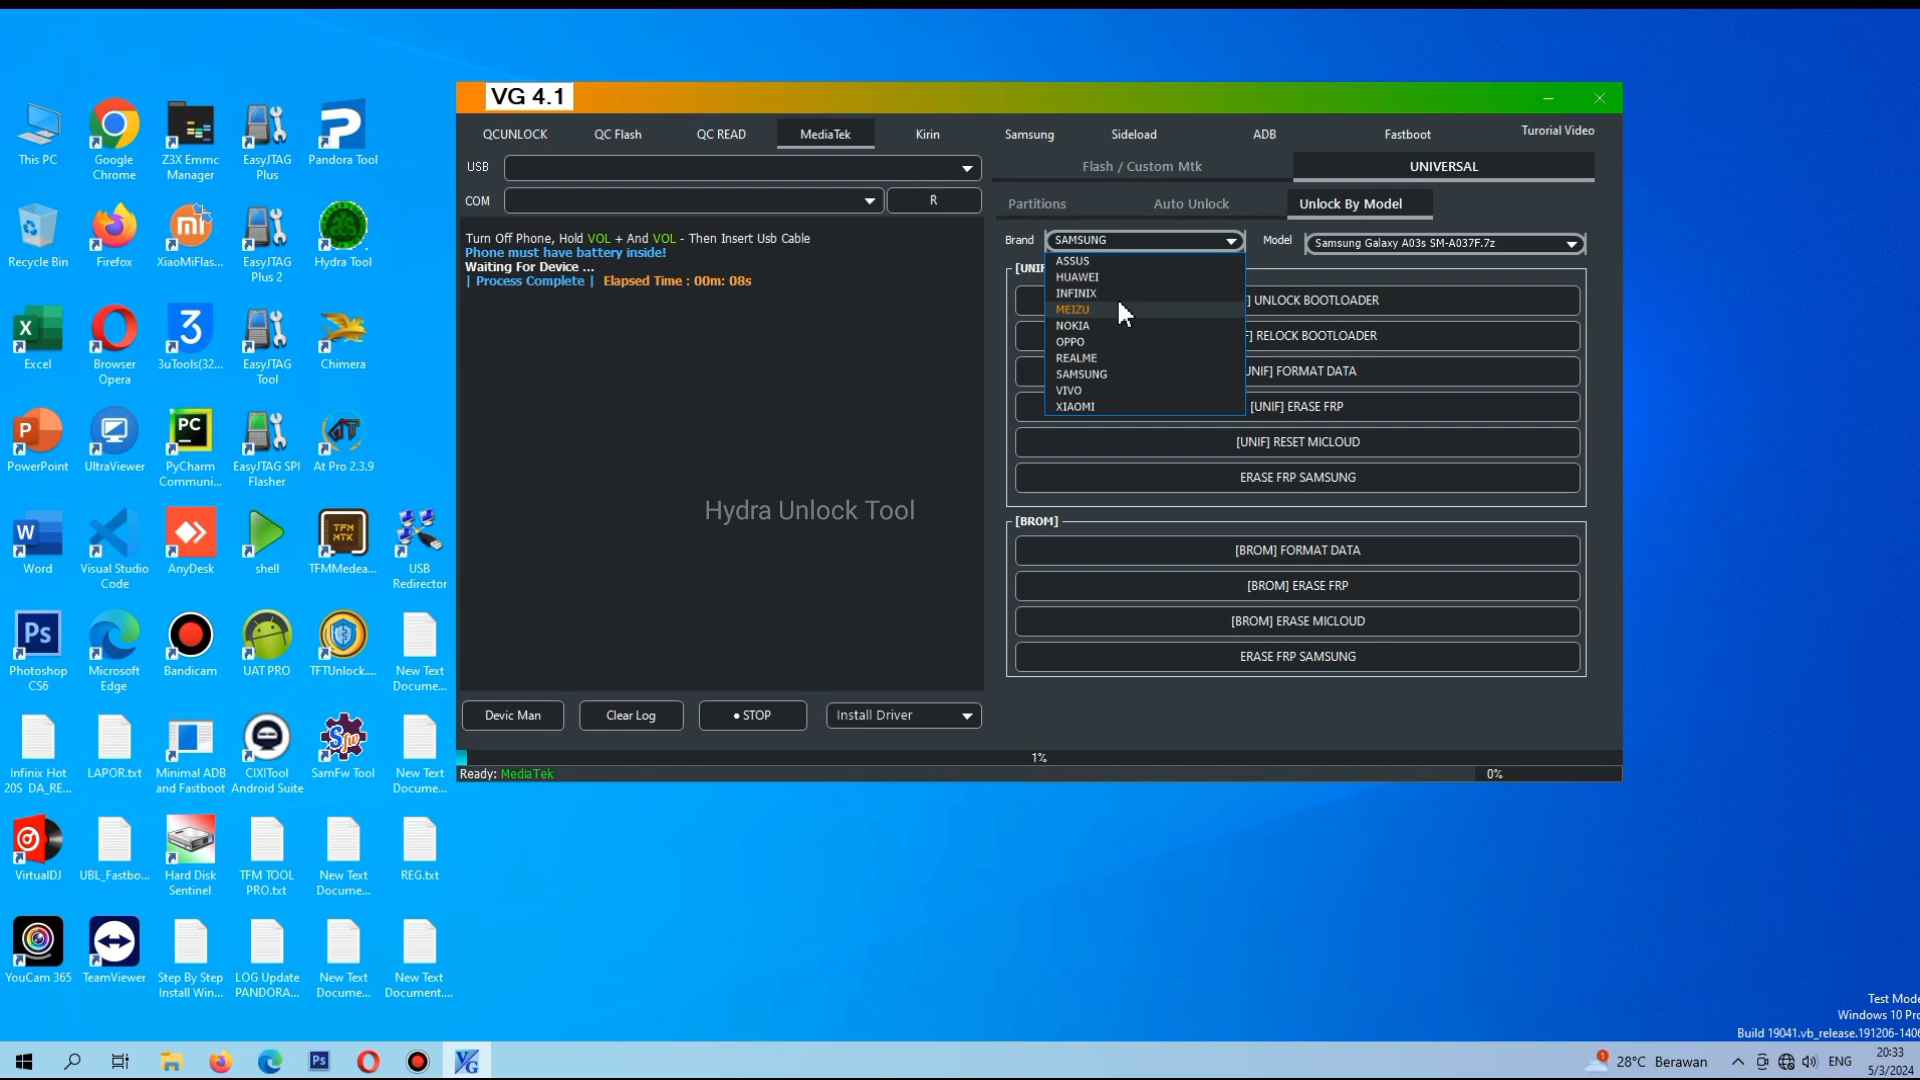 This PC
Google
Chrome
Z3X Emmc
Manager
EasyJTAG
Plus
Pandora Tool
Recycle Bin
Firefox
XiaoMiFlas...
EasyJTAG
Plus 2
Hydra Tool
Excel
Browser
Opera
3uTools(32...
EasyJTAG
Tool
Chimera
PowerPoint
UltraViewer
PyCharm
Communi...
EasyJTAG SPI
Flasher
At Pro 2.3.9
Word
Visual Studio
Code
AnyDesk
shell
TFMMedea...
USB
Redirector
Photoshop
CS6
Microsoft
Edge
Bandicam
UAT PRO
TFTUnlock....
New Text
Docume...
Infinix Hot
20S DA_RE...
LAPOR.txt
Minimal ADB
and Fastboot
CIXITool
Android Suite
SamFw Tool
New Text
Docume...
VirtualDJ
UBL_Fastbo...
Hard Disk
Sentinel
TFM TOOL
PRO.txt
New Text
Docume...
REG.txt
YouCam 365
TeamViewer
Step By Step
Install Win...
LOG Update
PANDORA...
New Text
Docume...
New Text
Document....
VG 4.1
QCUNLOCK
QC Flash
QC READ
MediaTek
Kirin
Samsung
Sideload
ADB
Fastboot
Turorial Video
USB
COM
R
Flash / Custom Mtk
UNIVERSAL
Partitions
Auto Unlock
Unlock By Model
Turn Off Phone, Hold VOL + And VOL - Then Insert Usb Cable
Phone must have battery inside!
Waiting For Device ...
| Process Complete | Elapsed Time : 00m: 08s
Hydra Unlock Tool
Brand
SAMSUNG
Model
Samsung Galaxy A03s SM-A037F.7z
ASSUS
HUAWEI
INFINIX
MEIZU
NOKIA
OPPO
REALME
SAMSUNG
VIVO
XIAOMI
[UNIF
] UNLOCK BOOTLOADER
F] RELOCK BOOTLOADER
UNIF] FORMAT DATA
[UNIF] ERASE FRP
[UNIF] RESET MICLOUD
ERASE FRP SAMSUNG
[BROM]
[BROM] FORMAT DATA
[BROM] ERASE FRP
[BROM] ERASE MICLOUD
ERASE FRP SAMSUNG
Devic Man
Clear Log
● STOP
Install Driver
1%
Ready: MediaTek
0%
Test Mode
Windows 10 Pro
Build 19041.vb_release.191206-1406
28°C Berawan
ENG
20:33
5/3/2024